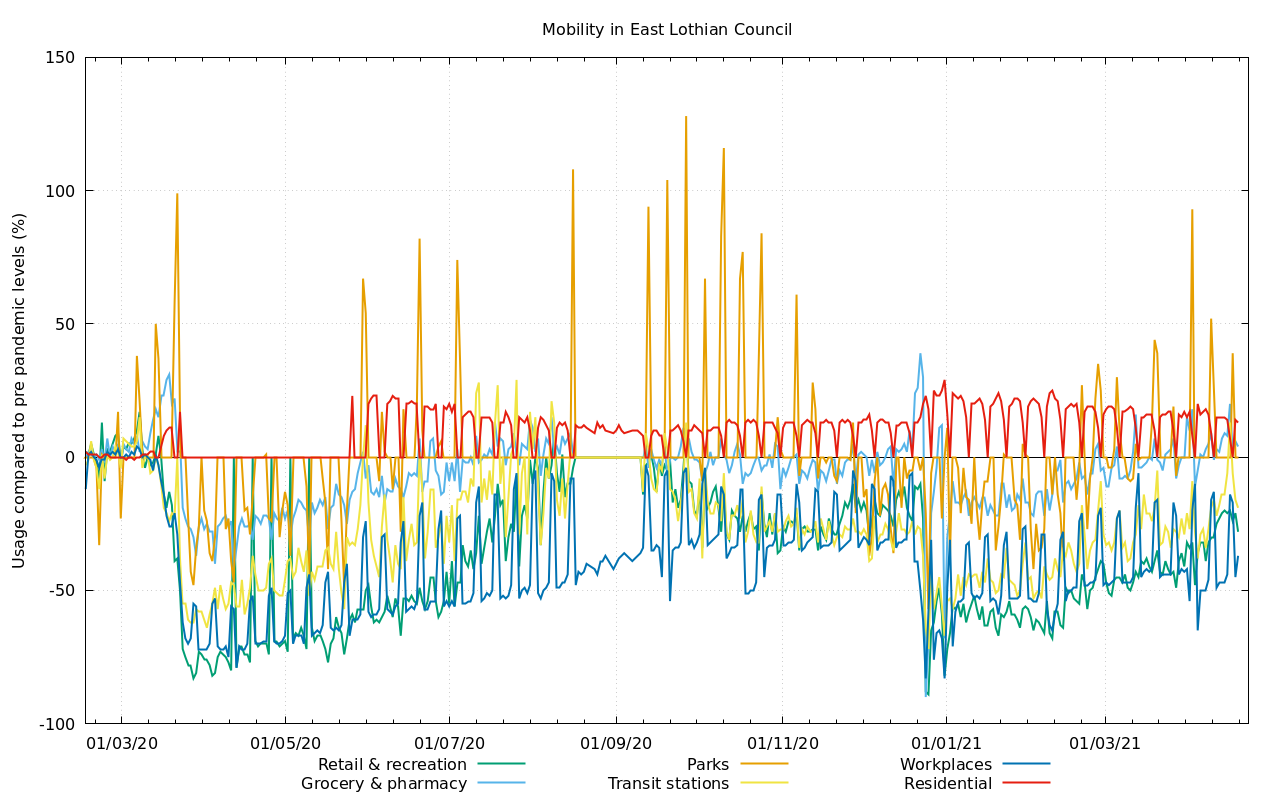 Mobility in East Lothian Council
Usage compared to pre pandemic levels (%)
150
100
50
0
-50
-100
01/03/20 01/05/20 01/07/20 01/09/20 01/11/20 01/01/21 01/03/21
Retail & recreation Parks Workplaces
Grocery & pharmacy Transit stations Residential